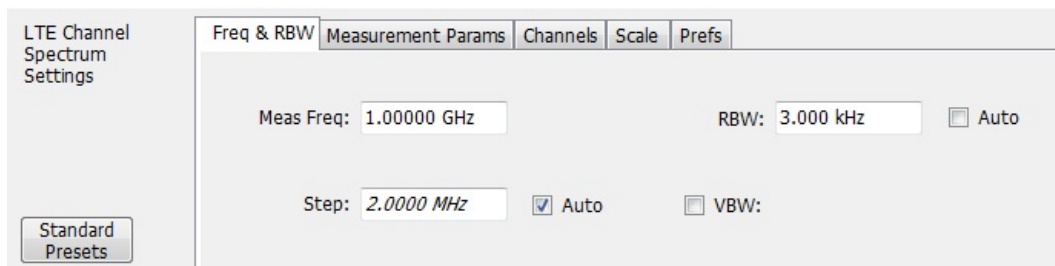 LTE Channel
Spectrum
Settings
Freq & RBW Measurement Params Channels Scale Prefs
Meas Freq: 1.00000 GHz RBW: 3.000 kHz Auto
Step: 2.0000 MHz Auto VBW:
Standard
Presets